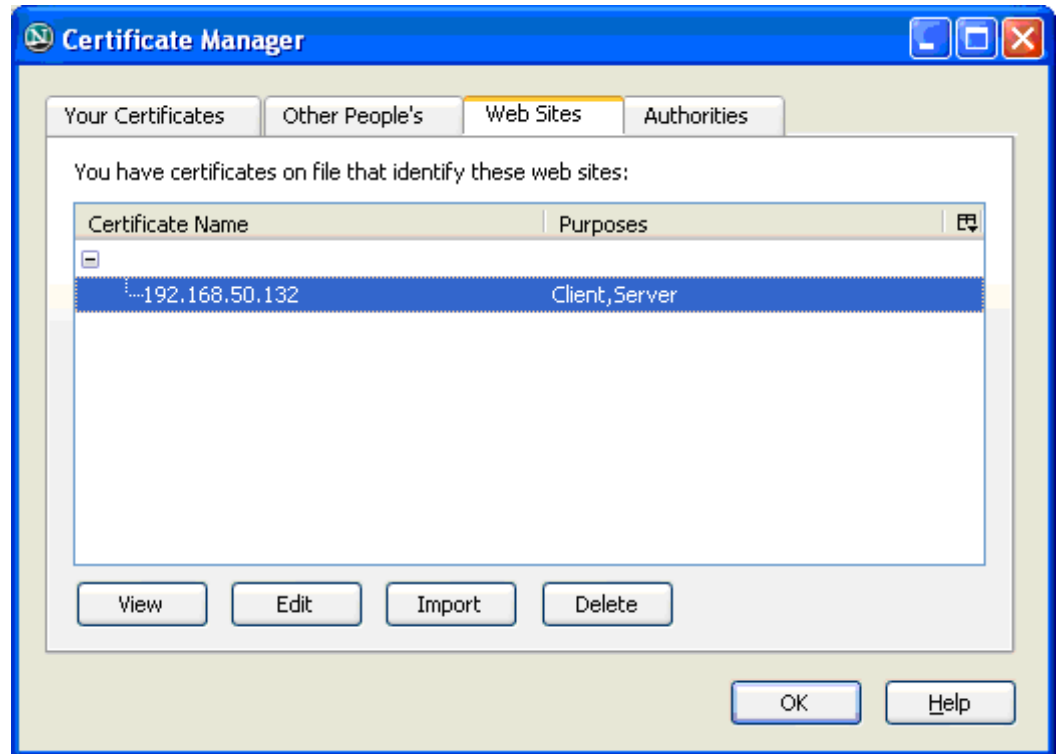 Certificate Manager
Your Certificates Other People's Web Sites Authorities
You have certificates on file that identify these web sites:
Certificate Name Purposes
192.168.50.132 Client,Server
View Edit Import Delete
OK Help